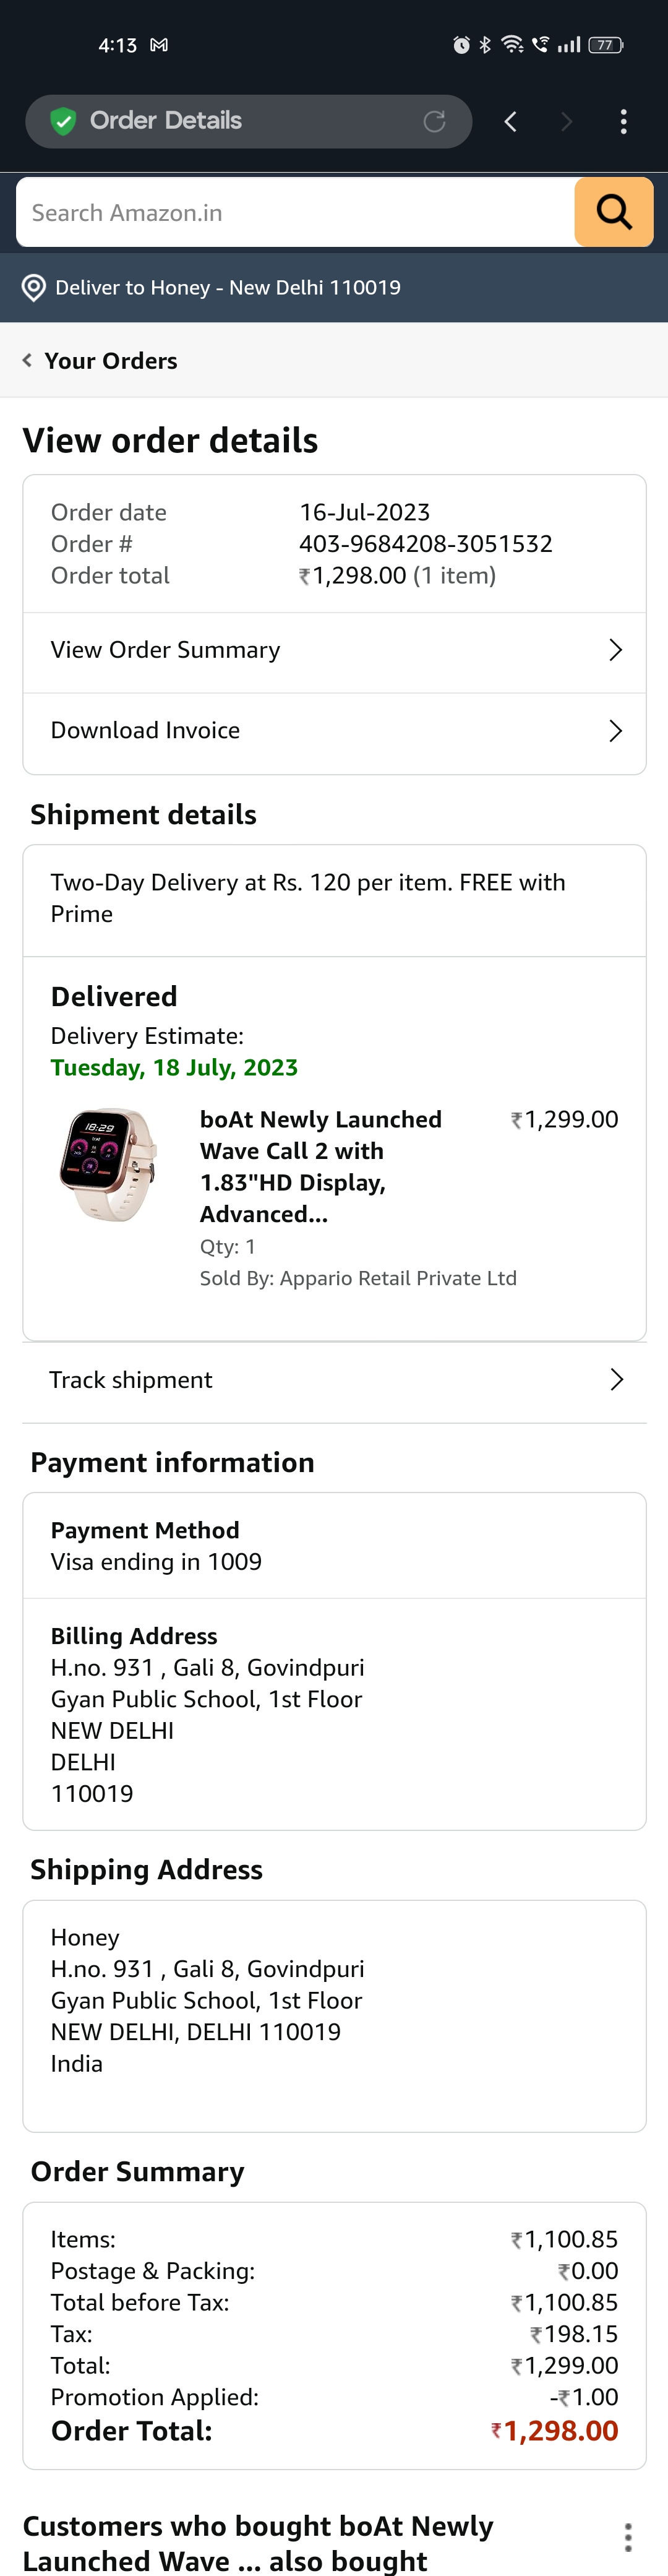 4:13
77
Order Details
Search Amazon.in
Deliver to Honey - New Delhi 110019
Your Orders
View order details
Order date 16-Jul-2023
Order # 403-9684208-3051532
Order total ₹1,298.00 (1 item)
View Order Summary
Download Invoice
Shipment details
Two-Day Delivery at Rs. 120 per item. FREE with
Prime
Delivered
Delivery Estimate:
Tuesday, 18 July, 2023
18:29
boAt Newly Launched ₹1,299.00
Wave Call 2 with
1.83"HD Display,
Advanced...
Qty: 1
Sold By: Appario Retail Private Ltd
Track shipment
Payment information
Payment Method
Visa ending in 1009
Billing Address
H.no. 931 , Gali 8, Govindpuri
Gyan Public School, 1st Floor
NEW DELHI
DELHI
110019
Shipping Address
Honey
H.no. 931 , Gali 8, Govindpuri
Gyan Public School, 1st Floor
NEW DELHI, DELHI 110019
India
Order Summary
Items: ₹1,100.85
Postage & Packing: ₹0.00
Total before Tax: ₹1,100.85
Tax: ₹198.15
Total: ₹1,299.00
Promotion Applied: -₹1.00
Order Total: ₹1,298.00
Customers who bought boAt Newly
Launched Wave ... also bought